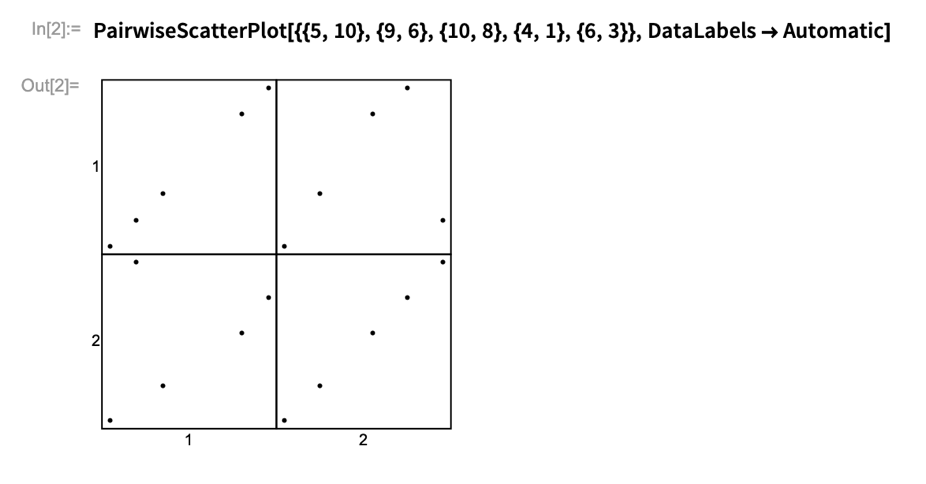 In[2]:= PairwiseScatterPlot[{{5, 10}, {9, 6}, {10, 8}, {4, 1}, {6, 3}}, DataLabels → Automatic]
Out[2]=
1
2
1 2